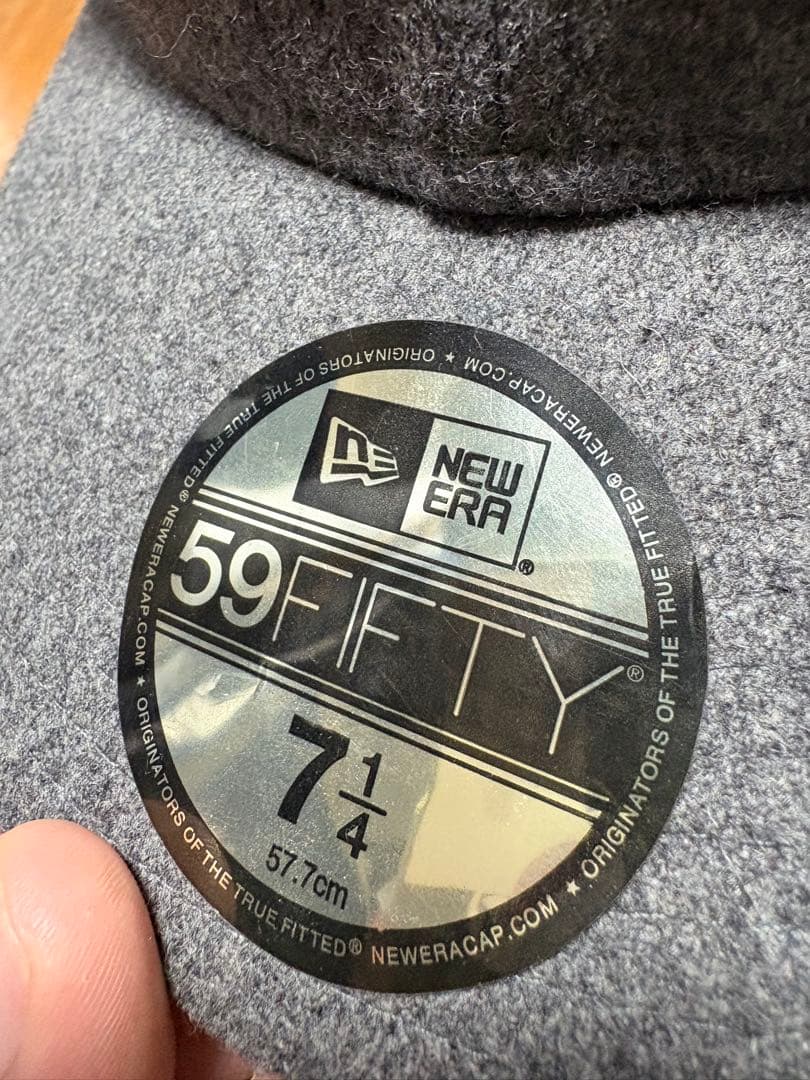 NEW
ERA
®
59FIFTY®
7 1/4
57.7cm
ORIGINATORS OF THE TRUE FITTED® NEWERACAP.COM ★ ORIGINATORS OF THE TRUE FITTED® NEWERACAP.COM ★ ORIGINATORS OF THE TRUE FITTED® NEWERACAP.COM ★